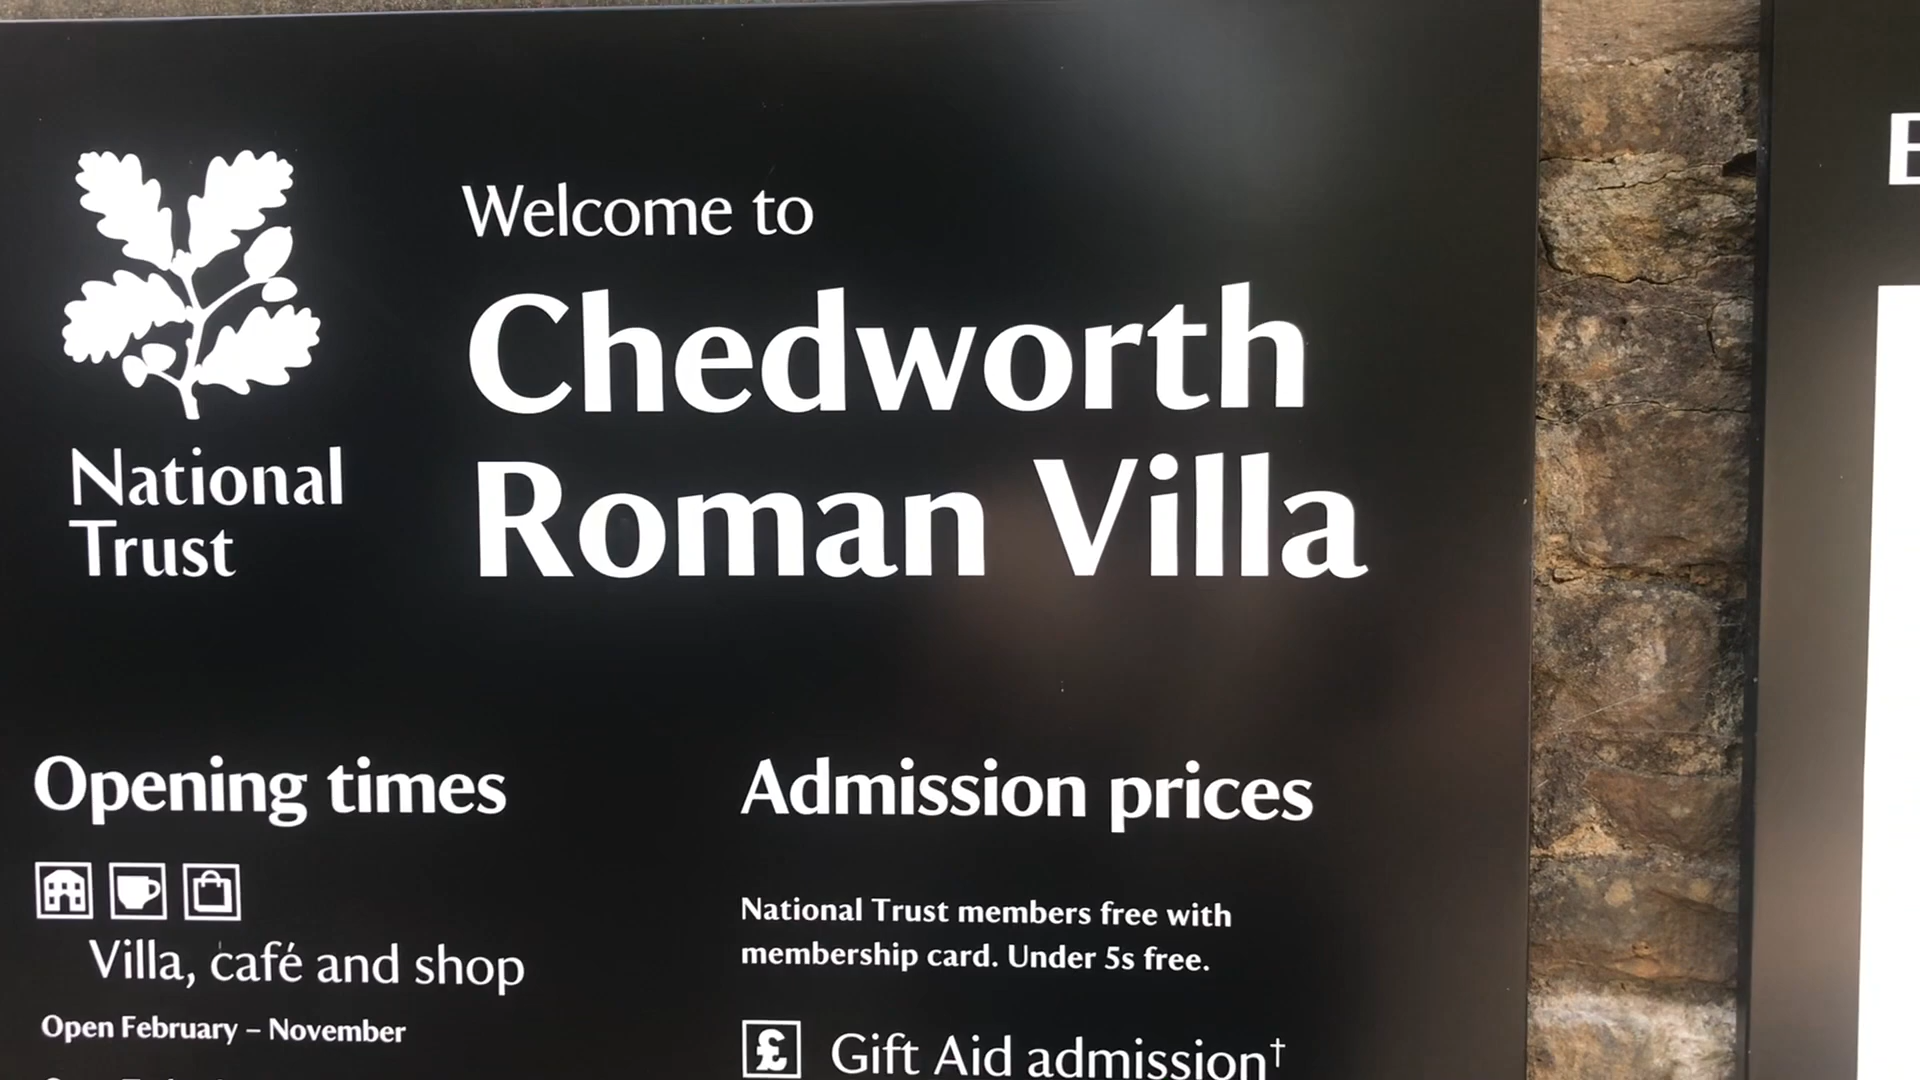 Welcome to
Chedworth
Roman Villa
National
Trust
Opening times
Villa, café and shop
Open February – November
Admission prices
National Trust members free with
membership card. Under 5s free.
£ Gift Aid admission†